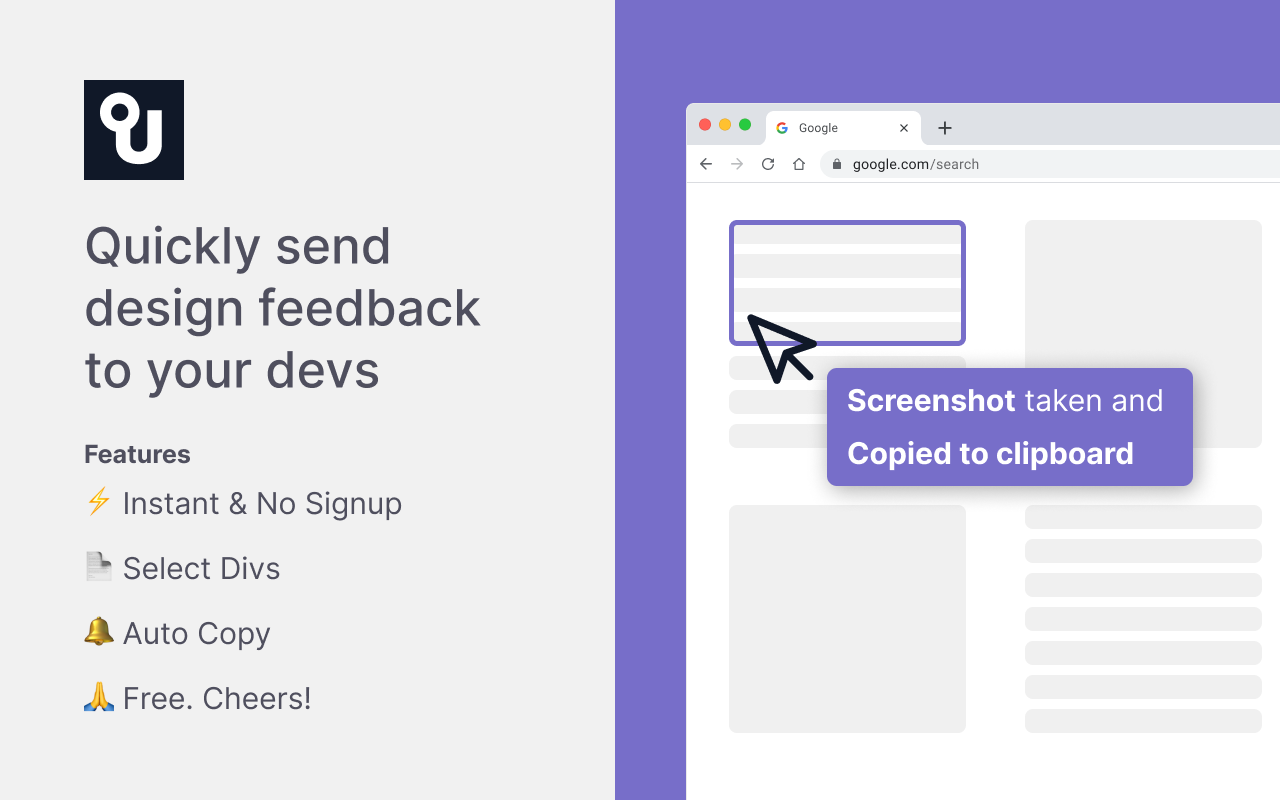 Quickly send
design feedback
to your devs
Features
⚡ Instant & No Signup
Select Divs
🔔 Auto Copy
🙏 Free. Cheers!
Google
google.com/search
Screenshot taken and
Copied to clipboard